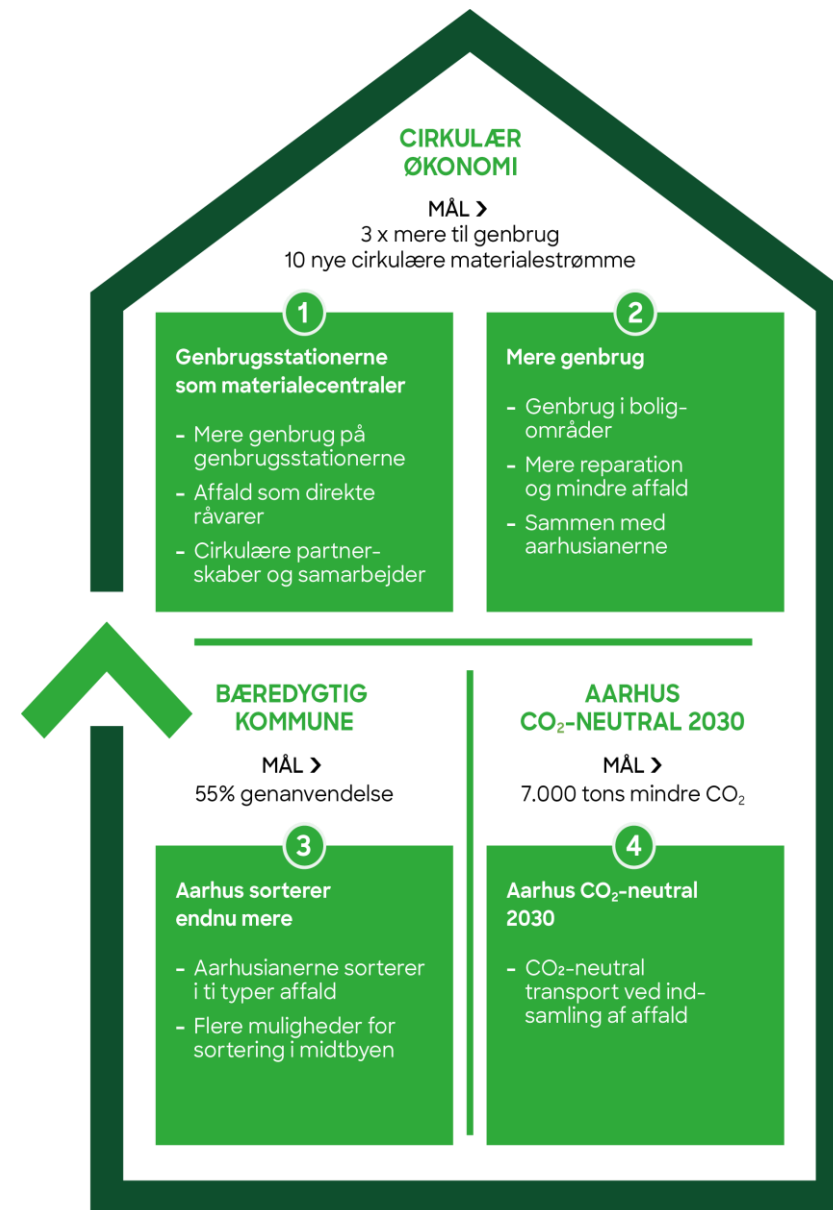 CIRKULÆR
ØKONOMI
MÅL >
3 x mere til genbrug
10 nye cirkulære materialestrømme
1
Genbrugsstationerne
som materialecentraler
- Mere genbrug på
genbrugsstationerne
- Affald som direkte
råvarer
- Cirkulære partner-
skaber og samarbejder
2
Mere genbrug
- Genbrug i bolig-
områder
- Mere reparation
og mindre affald
- Sammen med
aarhusianerne
BÆREDYGTIG
KOMMUNE
MÅL >
55% genanvendelse
3
Aarhus sorterer
endnu mere
- Aarhusianerne sorterer
i ti typer affald
- Flere muligheder for
sortering i midtbyen
AARHUS
CO₂-NEUTRAL 2030
MÅL >
7.000 tons mindre CO₂
4
Aarhus CO₂-neutral
2030
- CO₂-neutral
transport ved ind-
samling af affald